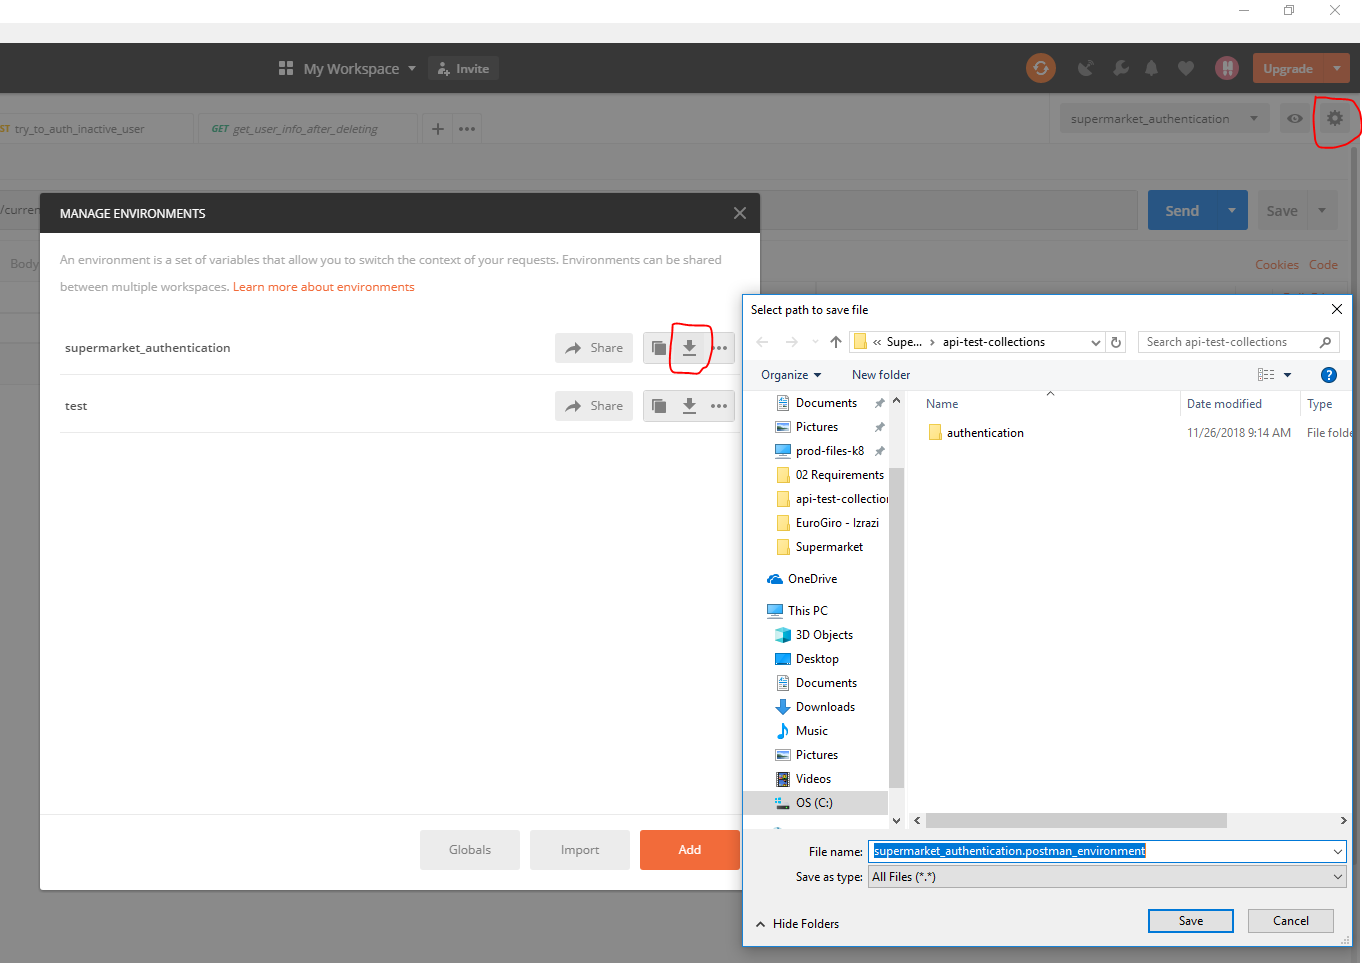 My Workspace
Invite
Upgrade
ST try_to_auth_inactive_user
GET get_user_info_after_deleting
supermarket_authentication
/curren
Send
Save
Body
Cookies Code
MANAGE ENVIRONMENTS
An environment is a set of variables that allow you to switch the context of your requests. Environments can be shared
between multiple workspaces. Learn more about environments
supermarket_authentication
Share
test
Share
Globals
Import
Add
Select path to save file
« Supe... › api-test-collections
Search api-test-collections
Organize
New folder
Name
Date modified
Type
authentication
11/26/2018 9:14 AM
File folde
Documents
Pictures
prod-files-k8
02 Requirements
api-test-collection
EuroGiro - Izrazi
Supermarket
OneDrive
This PC
3D Objects
Desktop
Documents
Downloads
Music
Pictures
Videos
OS (C:)
File name: supermarket_authentication.postman_environment
Save as type: All Files (*.*)
Hide Folders
Save
Cancel